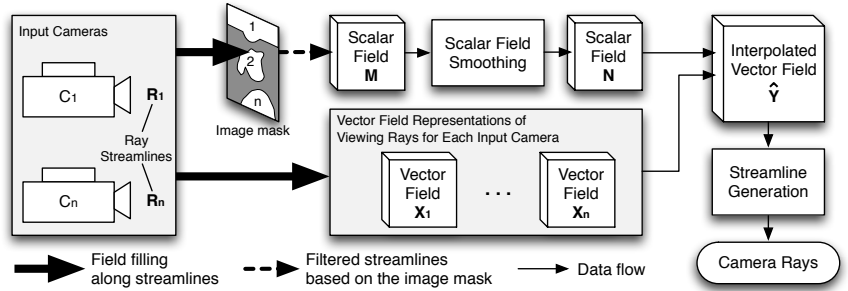 Input Cameras
C1
R1
Ray
Streamlines
Cn
Rn
1
2
n
Image mask
Scalar
Field
M
Scalar Field
Smoothing
Scalar
Field
N
Interpolated
Vector Field
Ŷ
Vector Field Representations of
Viewing Rays for Each Input Camera
Vector
Field
X1
. . .
Vector
Field
Xn
Streamline
Generation
Camera Rays
Field filling
along streamlines
Filtered streamlines
based on the image mask
Data flow